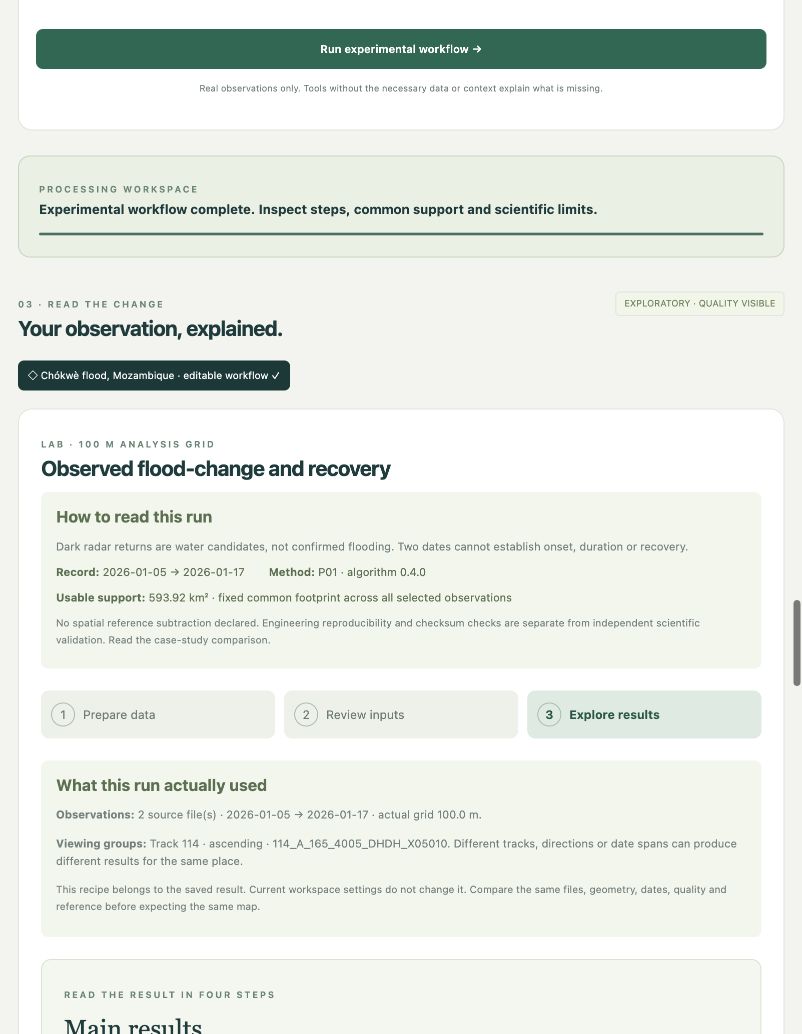 Run experimental workflow →
Real observations only. Tools without the necessary data or context explain what is missing.
PROCESSING WORKSPACE
Experimental workflow complete. Inspect steps, common support and scientific limits.
03 · READ THE CHANGE
EXPLORATORY · QUALITY VISIBLE
Your observation, explained.
◇ Chókwè flood, Mozambique · editable workflow ✓
LAB · 100 M ANALYSIS GRID
Observed flood-change and recovery
How to read this run
Dark radar returns are water candidates, not confirmed flooding. Two dates cannot establish onset, duration or recovery.
Record: 2026-01-05 → 2026-01-17 Method: P01 · algorithm 0.4.0
Usable support: 593.92 km² · fixed common footprint across all selected observations
No spatial reference subtraction declared. Engineering reproducibility and checksum checks are separate from independent scientific
validation. Read the case-study comparison.
1 Prepare data
2 Review inputs
3 Explore results
What this run actually used
Observations: 2 source file(s) · 2026-01-05 → 2026-01-17 · actual grid 100.0 m.
Viewing groups: Track 114 · ascending · 114_A_165_4005_DHDH_X05010. Different tracks, directions or date spans can produce
different results for the same place.
This recipe belongs to the saved result. Current workspace settings do not change it. Compare the same files, geometry, dates, quality and
reference before expecting the same map.
READ THE RESULT IN FOUR STEPS
Main results